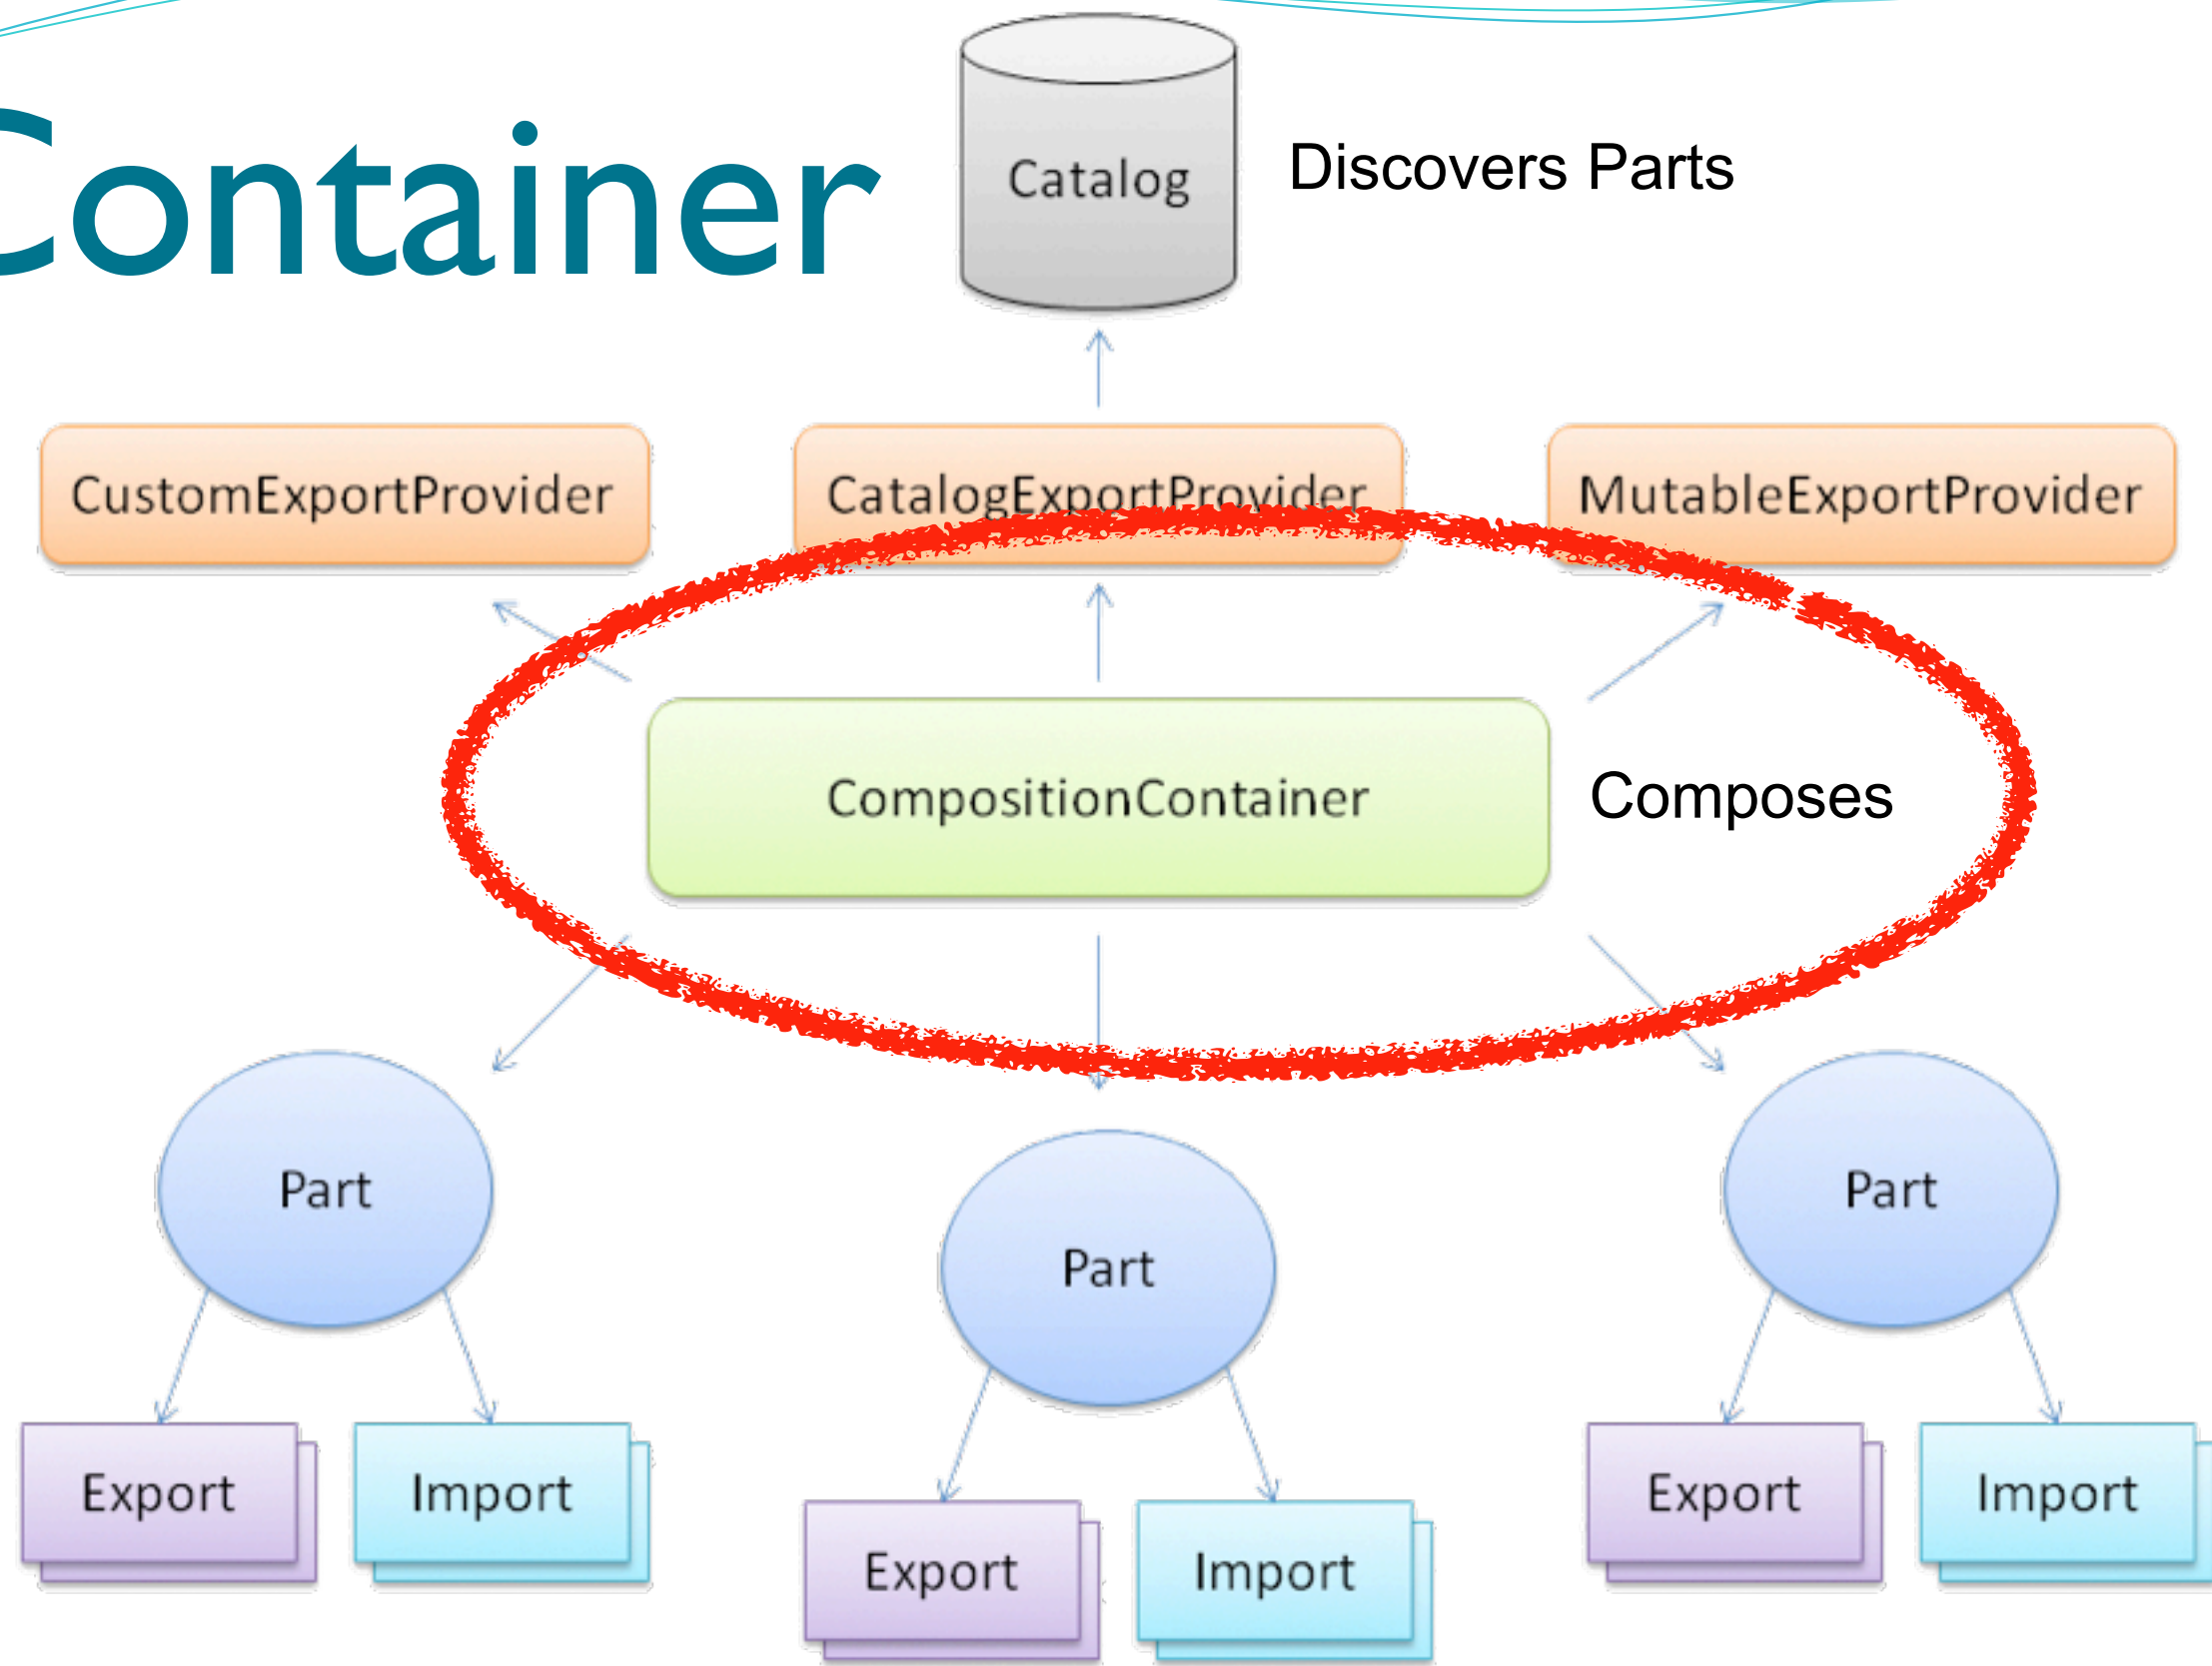 Container
Catalog
Discovers Parts
CustomExportProvider
CatalogExportProvider
MutableExportProvider
CompositionContainer
Composes
Part
Part
Part
Export
Import
Export
Import
Export
Import